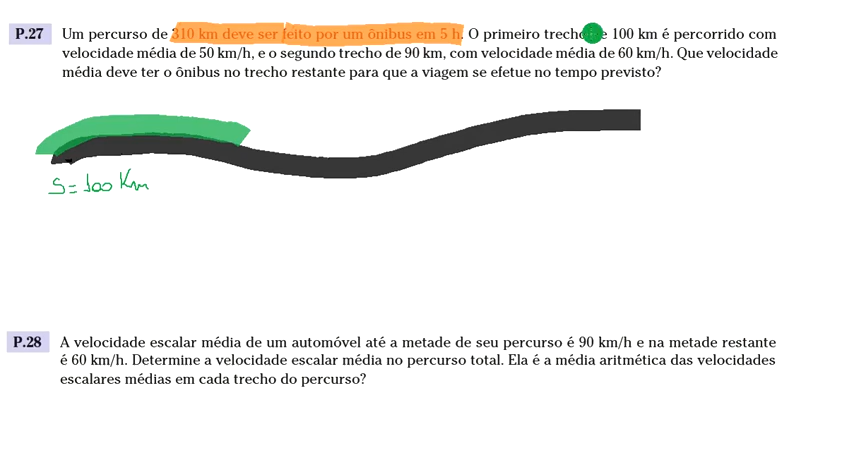 P.27 Um percurso de 310 km deve ser feito por um ônibus em 5 h. O primeiro trecho de 100 km é percorrido com
velocidade média de 50 km/h, e o segundo trecho de 90 km, com velocidade média de 60 km/h. Que velocidade
média deve ter o ônibus no trecho restante para que a viagem se efetue no tempo previsto?
S = 100 Km
P.28 A velocidade escalar média de um automóvel até a metade de seu percurso é 90 km/h e na metade restante
é 60 km/h. Determine a velocidade escalar média no percurso total. Ela é a média aritmética das velocidades
escalares médias em cada trecho do percurso?